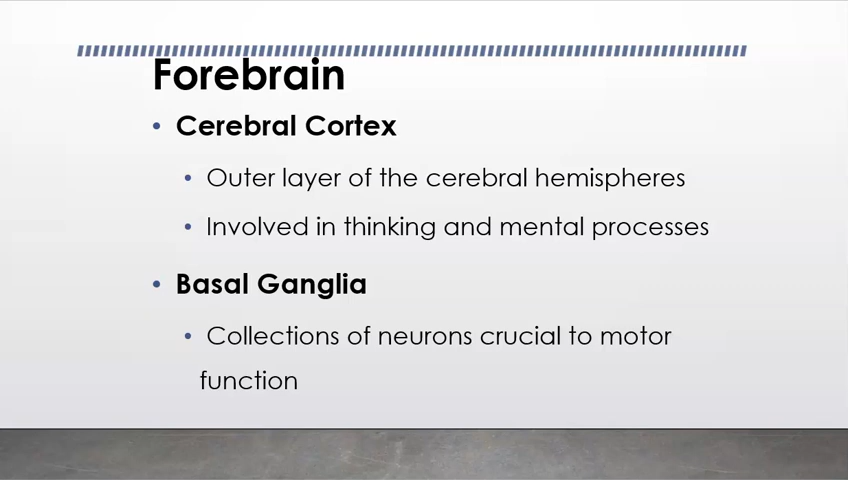 Forebrain
• Cerebral Cortex
• Outer layer of the cerebral hemispheres
• Involved in thinking and mental processes
• Basal Ganglia
• Collections of neurons crucial to motor
function